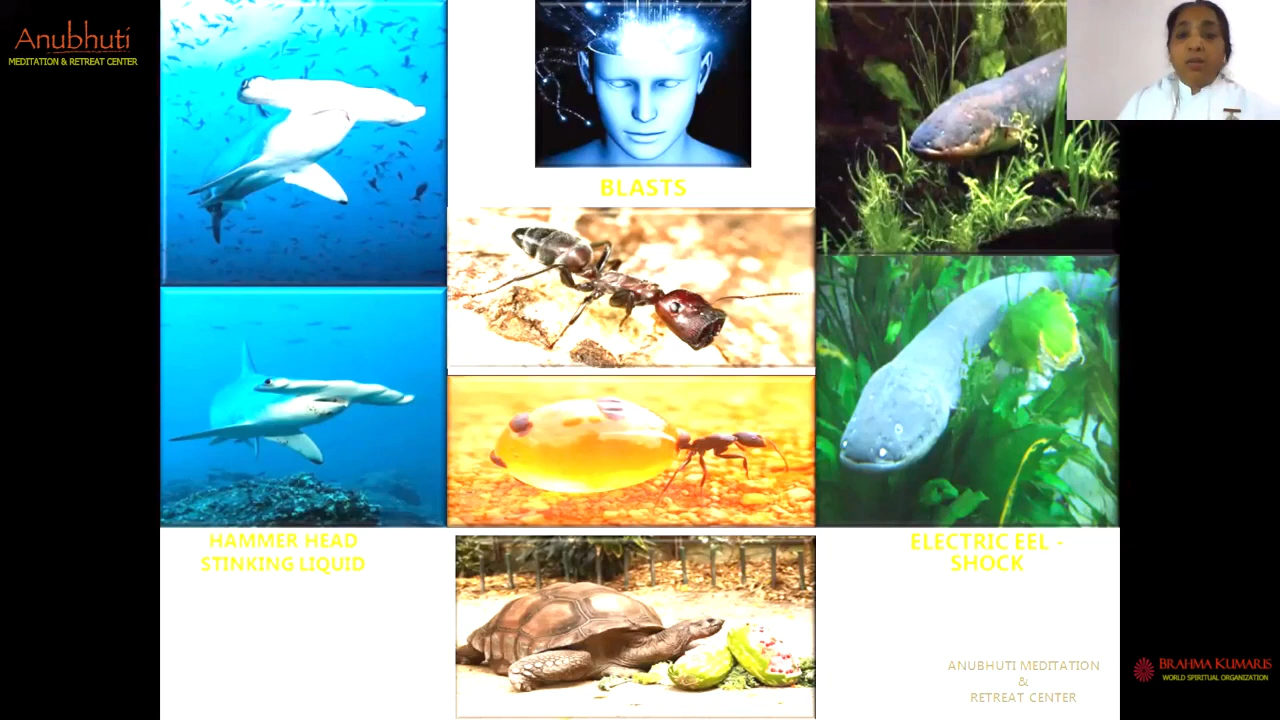 Anubhuti
MEDITATION & RETREAT CENTER
BLASTS
HAMMER HEAD
STINKING LIQUID
ELECTRIC EEL -
SHOCK
ANUBHUTI MEDITATION
&
RETREAT CENTER
BRAHMA KUMARIS
WORLD SPIRITUAL ORGANIZATION